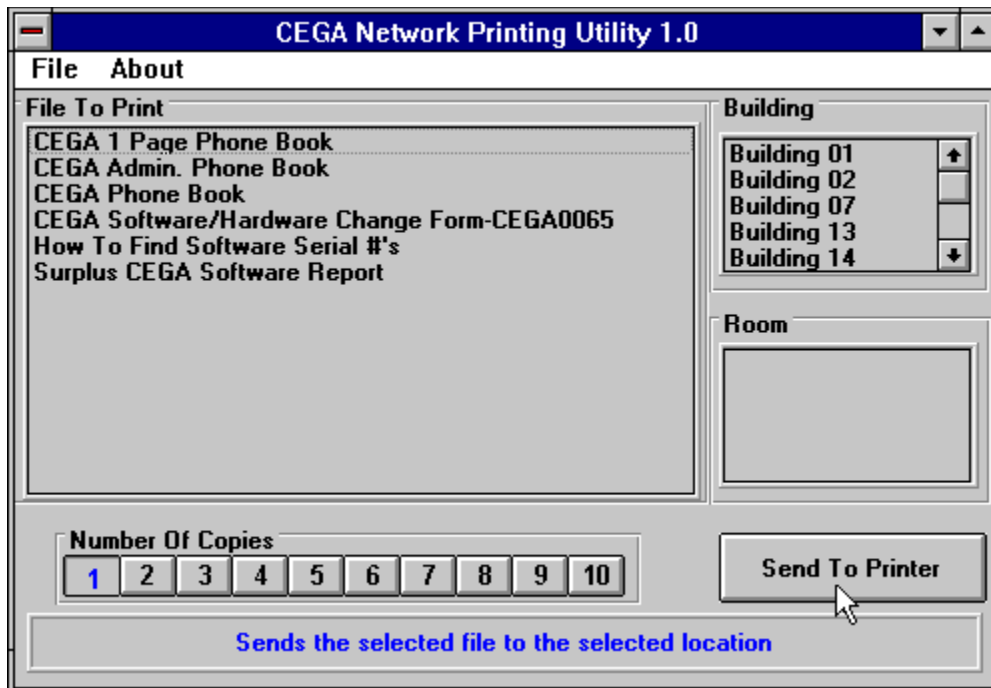 CEGA Network Printing Utility 1.0
File About
File To Print
CEGA 1 Page Phone Book
CEGA Admin. Phone Book
CEGA Phone Book
CEGA Software/Hardware Change Form-CEGA0065
How To Find Software Serial #'s
Surplus CEGA Software Report
Building
Building 01
Building 02
Building 07
Building 13
Building 14
Room
Number Of Copies
1 2 3 4 5 6 7 8 9 10
Send To Printer
Sends the selected file to the selected location